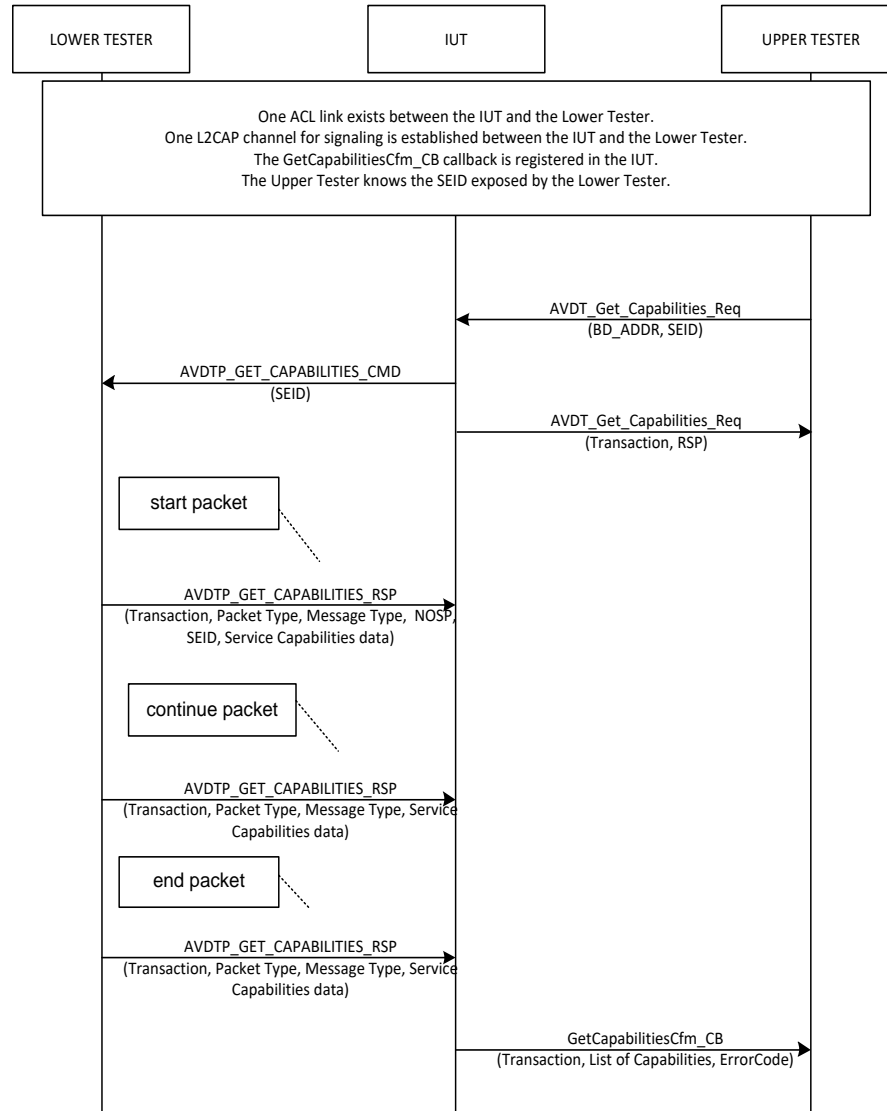 LOWER TESTER
IUT
UPPER TESTER
One ACL link exists between the IUT and the Lower Tester.
One L2CAP channel for signaling is established between the IUT and the Lower Tester.
The GetCapabilitiesCfm_CB callback is registered in the IUT.
The Upper Tester knows the SEID exposed by the Lower Tester.
AVDT_Get_Capabilities_Req
(BD_ADDR, SEID)
AVDTP_GET_CAPABILITIES_CMD
(SEID)
AVDT_Get_Capabilities_Req
(Transaction, RSP)
start packet
AVDTP_GET_CAPABILITIES_RSP
(Transaction, Packet Type, Message Type, NOSP,
SEID, Service Capabilities data)
continue packet
AVDTP_GET_CAPABILITIES_RSP
(Transaction, Packet Type, Message Type, Service
Capabilities data)
end packet
AVDTP_GET_CAPABILITIES_RSP
(Transaction, Packet Type, Message Type, Service
Capabilities data)
GetCapabilitiesCfm_CB
(Transaction, List of Capabilities, ErrorCode)